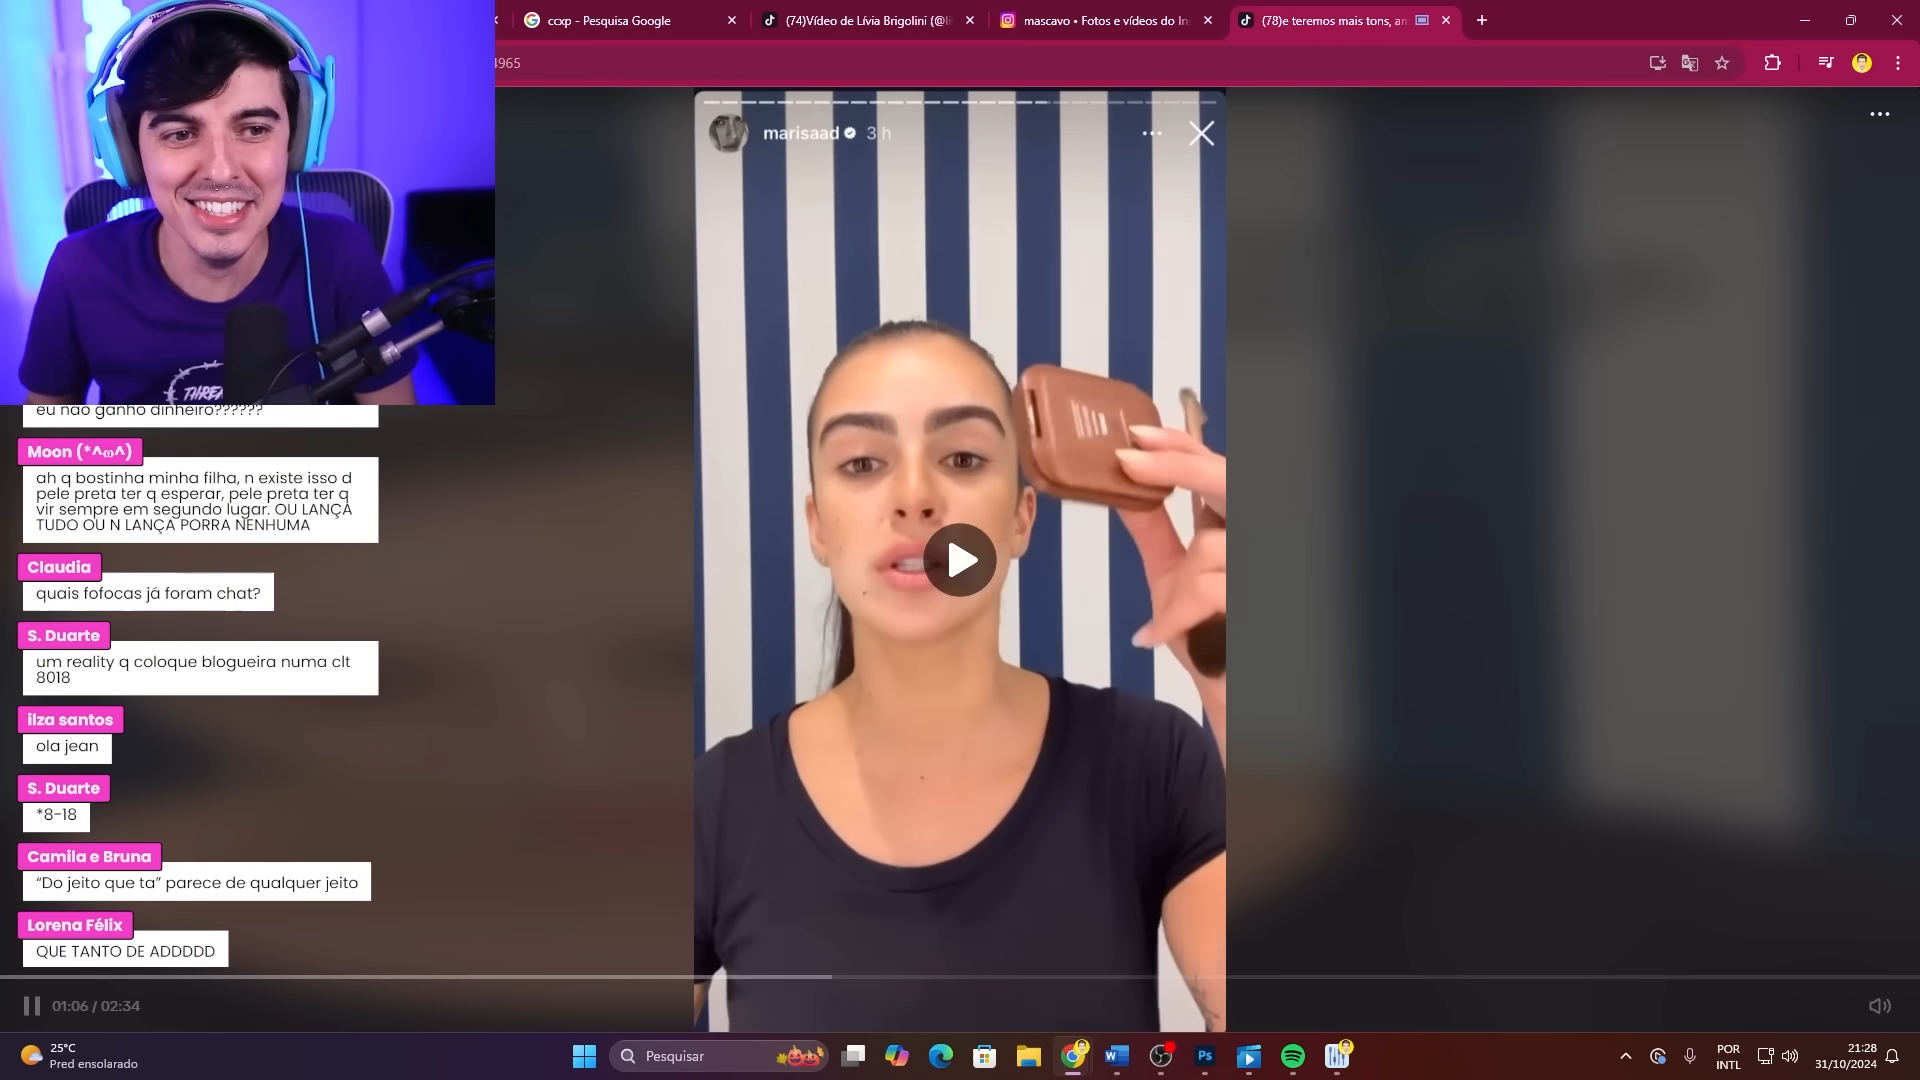 ccxp - Pesquisa Google
(74)Vídeo de Lívia Brigolini (@li
mascavo • Fotos e vídeos do In
(78)e teremos mais tons, am
4965
marisaad 3 h
eu não ganho dinheiro??????
Moon (*^ω^)
ah q bostinha minha filha, n existe isso d
pele preta ter q esperar, pele preta ter q
vir sempre em segundo lugar. OU LANÇA
TUDO OU N LANÇA PORRA NENHUMA
Claudia
quais fofocas já foram chat?
S. Duarte
um reality q coloque blogueira numa clt
8018
ilza santos
ola jean
S. Duarte
*8-18
Camila e Bruna
“Do jeito que ta” parece de qualquer jeito
Lorena Félix
QUE TANTO DE ADDDDD
01:06 / 02:34
25°C
Pred ensolarado
Pesquisar
W
Ps
POR
INTL
21:28
31/10/2024